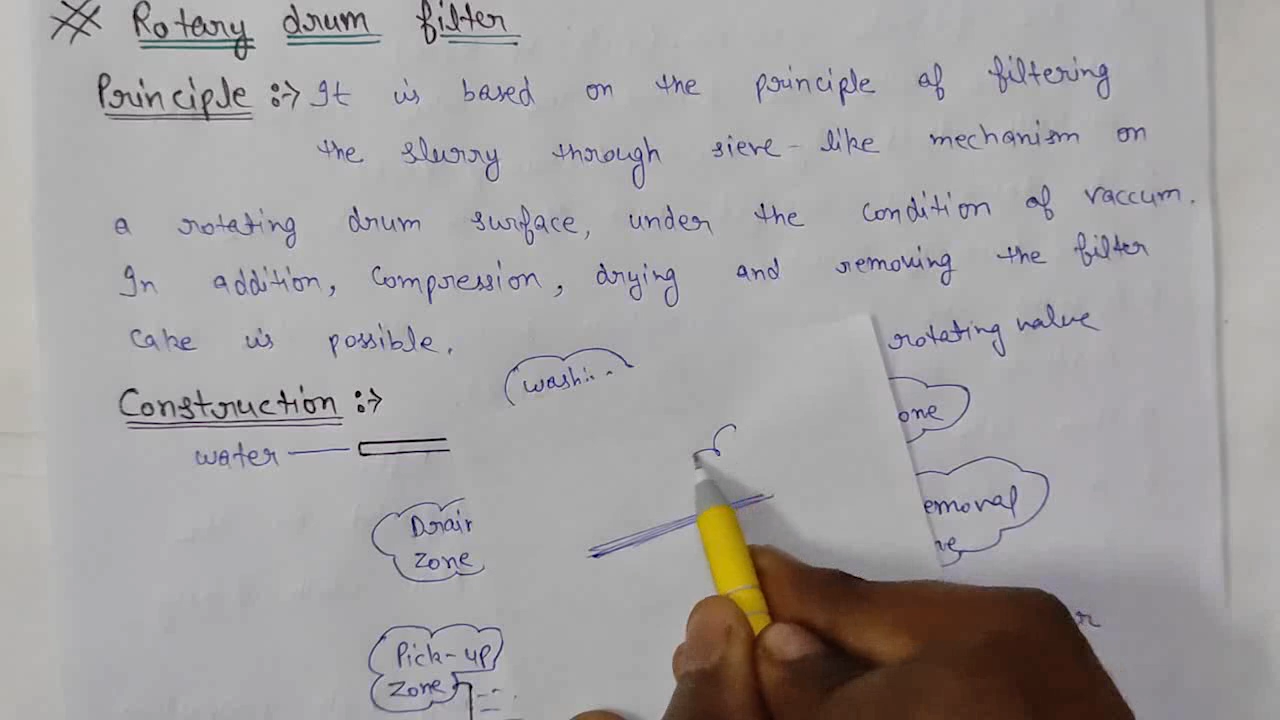 Rotary drum filter
Principle :→ It is based on the principle of filtering
the slurry through sieve-like mechanism on
a rotating drum surface, under the condition of vaccum.
In addition, compression, drying and removing the filter
cake is possible.
rotating valve
Construction :→
water
Drain
zone
Pick-up
zone